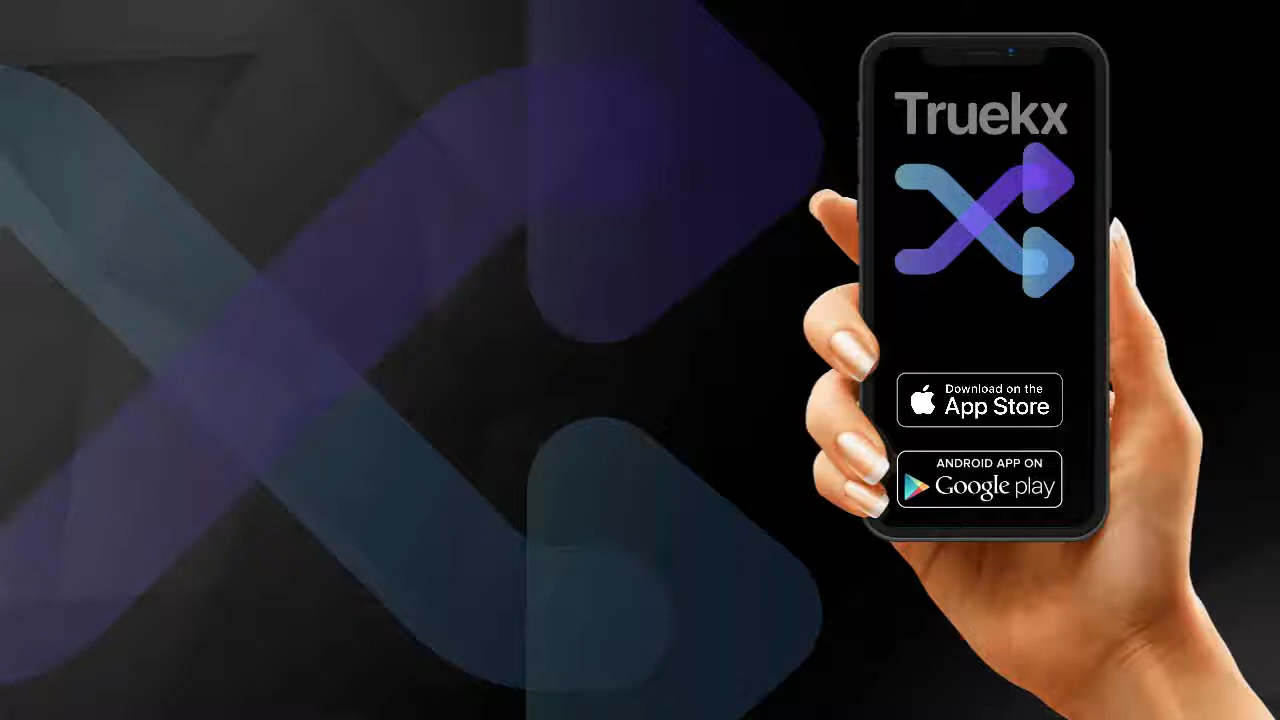 Truekx
Download on the
App Store
ANDROID APP ON
Google play